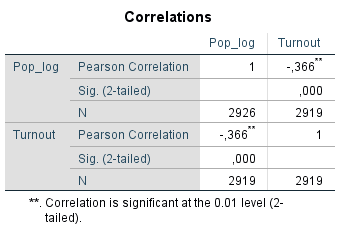 Correlations
Pop_log Turnout
Pop_log Pearson Correlation 1 -,366**
Sig. (2-tailed) ,000
N 2926 2919
Turnout Pearson Correlation -,366** 1
Sig. (2-tailed) ,000
N 2919 2919
**. Correlation is significant at the 0.01 level (2-
tailed).